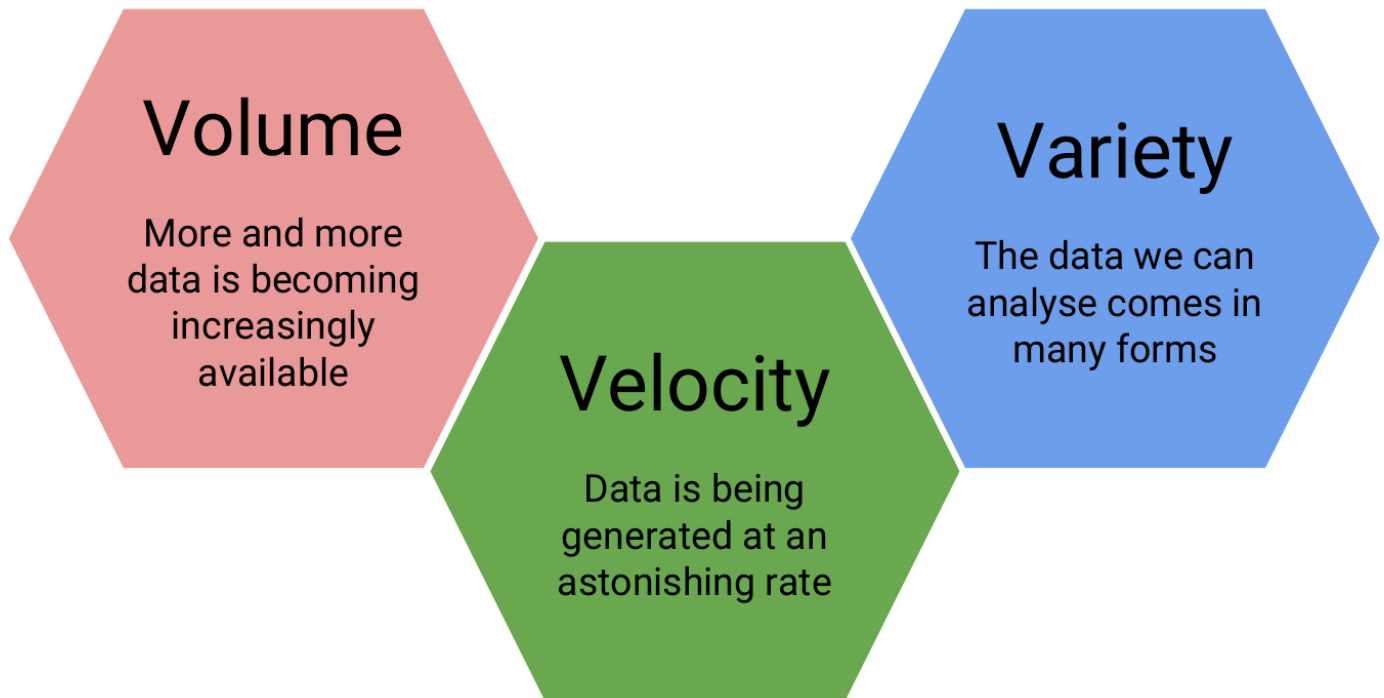 Volume
More and more
data is becoming
increasingly
available
Velocity
Data is being
generated at an
astonishing rate
Variety
The data we can
analyse comes in
many forms